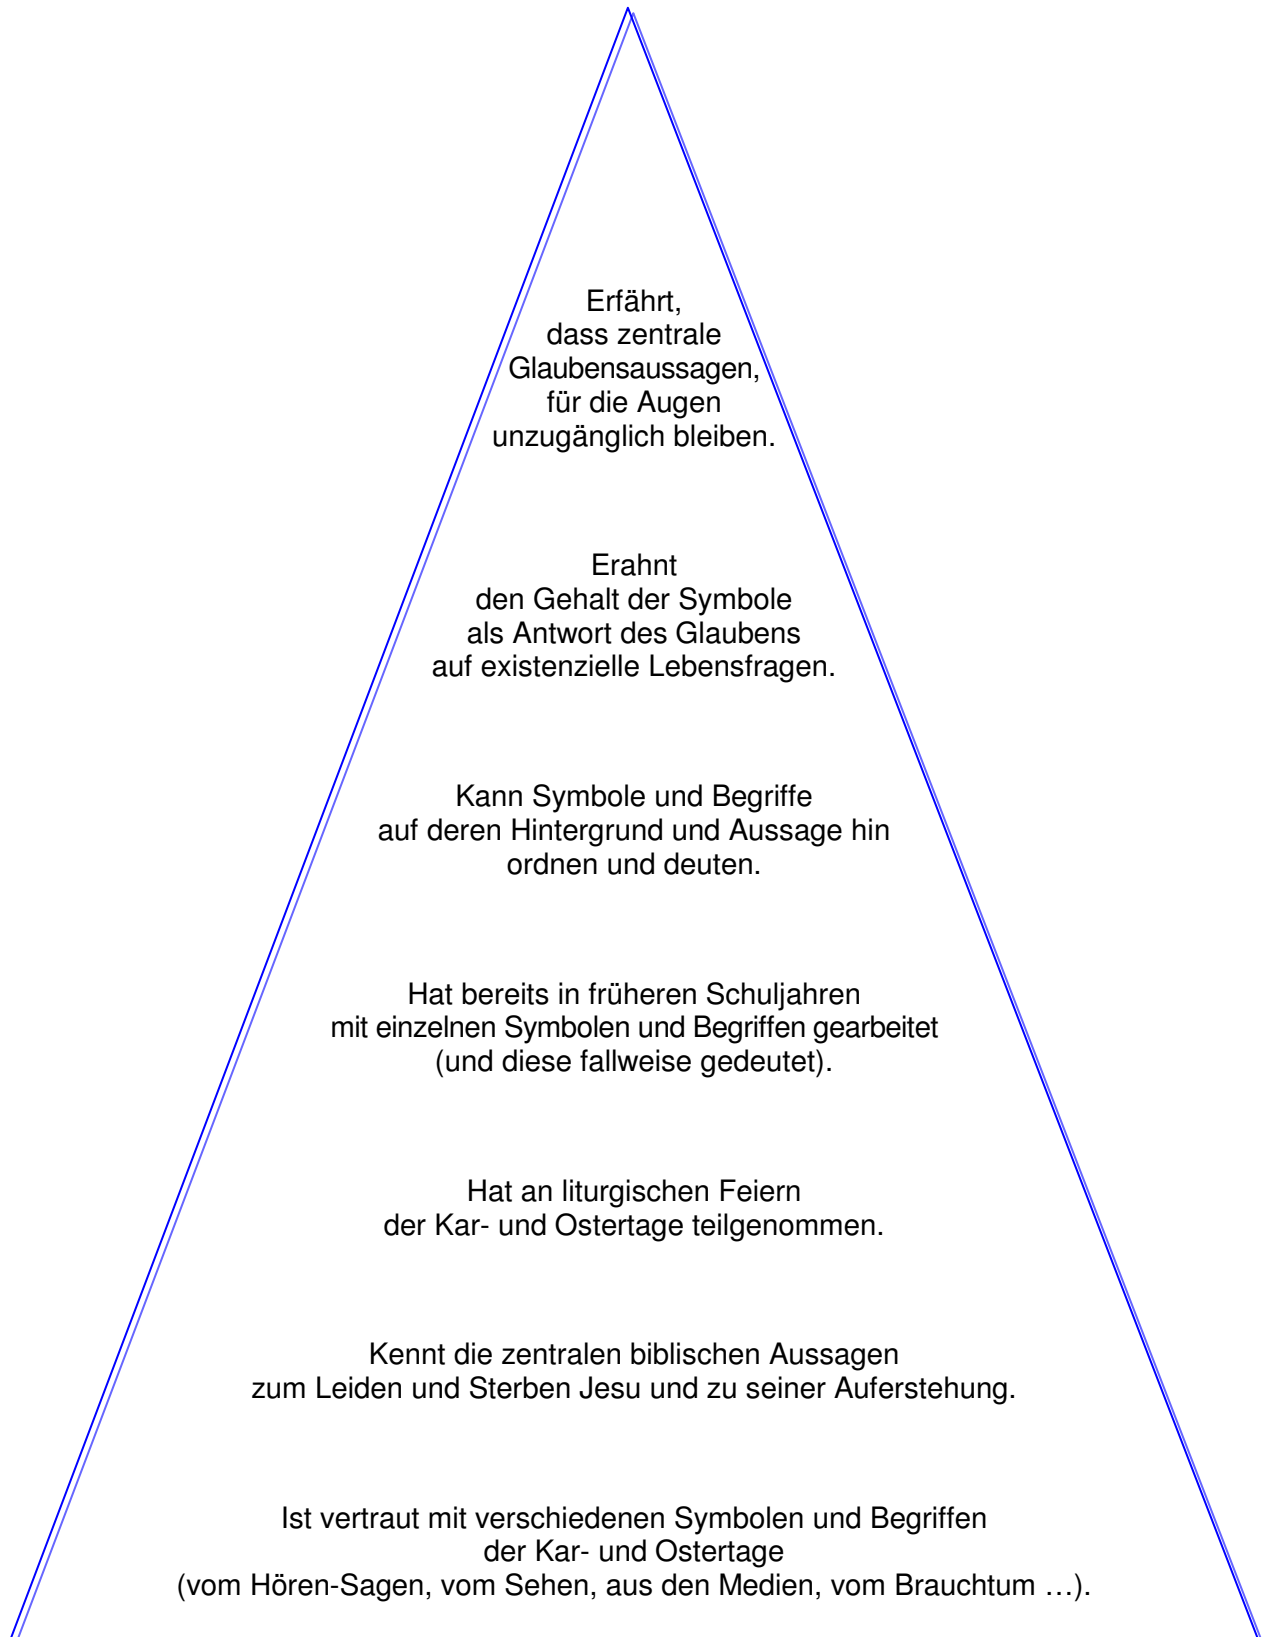 Erfährt,
dass zentrale
Glaubensaussagen,
für die Augen
unzugänglich bleiben.
Erahnt
den Gehalt der Symbole
als Antwort des Glaubens
auf existenzielle Lebensfragen.
Kann Symbole und Begriffe
auf deren Hintergrund und Aussage hin
ordnen und deuten.
Hat bereits in früheren Schuljahren
mit einzelnen Symbolen und Begriffen gearbeitet
(und diese fallweise gedeutet).
Hat an liturgischen Feiern
der Kar- und Ostertage teilgenommen.
Kennt die zentralen biblischen Aussagen
zum Leiden und Sterben Jesu und zu seiner Auferstehung.
Ist vertraut mit verschiedenen Symbolen und Begriffen
der Kar- und Ostertage
(vom Hören-Sagen, vom Sehen, aus den Medien, vom Brauchtum …).